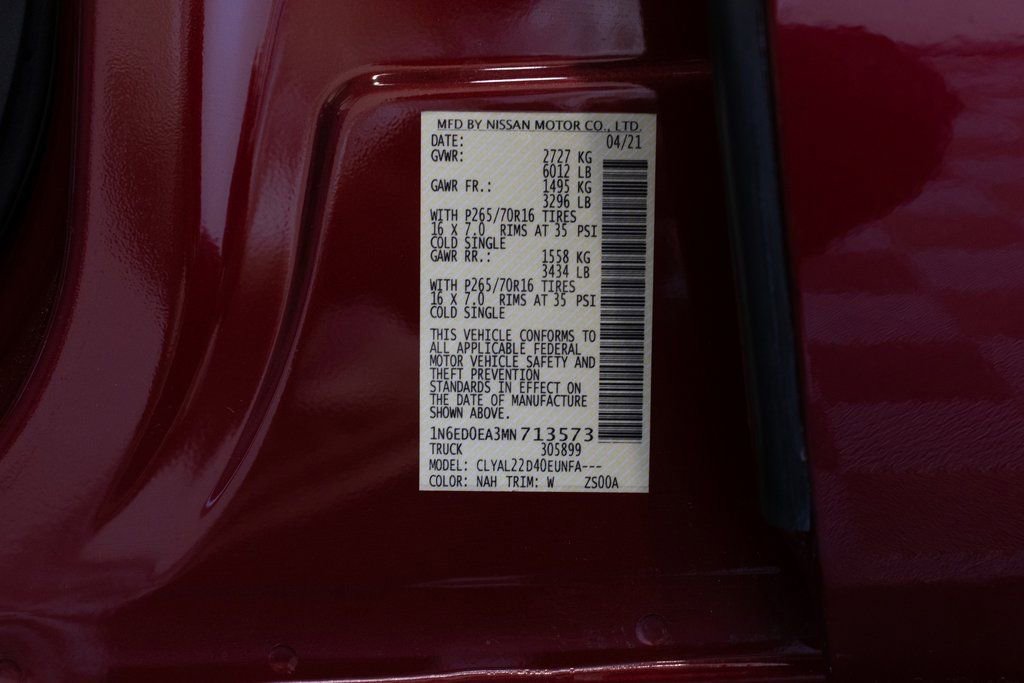 MFD BY NISSAN MOTOR CO., LTD.
DATE: 04/21
GVWR: 2727 KG
6012 LB
GAWR FR.: 1495 KG
3296 LB
WITH P265/70R16 TIRES
16 X 7.0 RIMS AT 35 PSI
COLD SINGLE
GAWR RR.: 1558 KG
3434 LB
WITH P265/70R16 TIRES
16 X 7.0 RIMS AT 35 PSI
COLD SINGLE
THIS VEHICLE CONFORMS TO
ALL APPLICABLE FEDERAL
MOTOR VEHICLE SAFETY AND
THEFT PREVENTION
STANDARDS IN EFFECT ON
THE DATE OF MANUFACTURE
SHOWN ABOVE.
1N6ED0EA3MN713573
TRUCK 305899
MODEL: CLYAL22D40EUNFA---
COLOR: NAH TRIM: W ZS00A